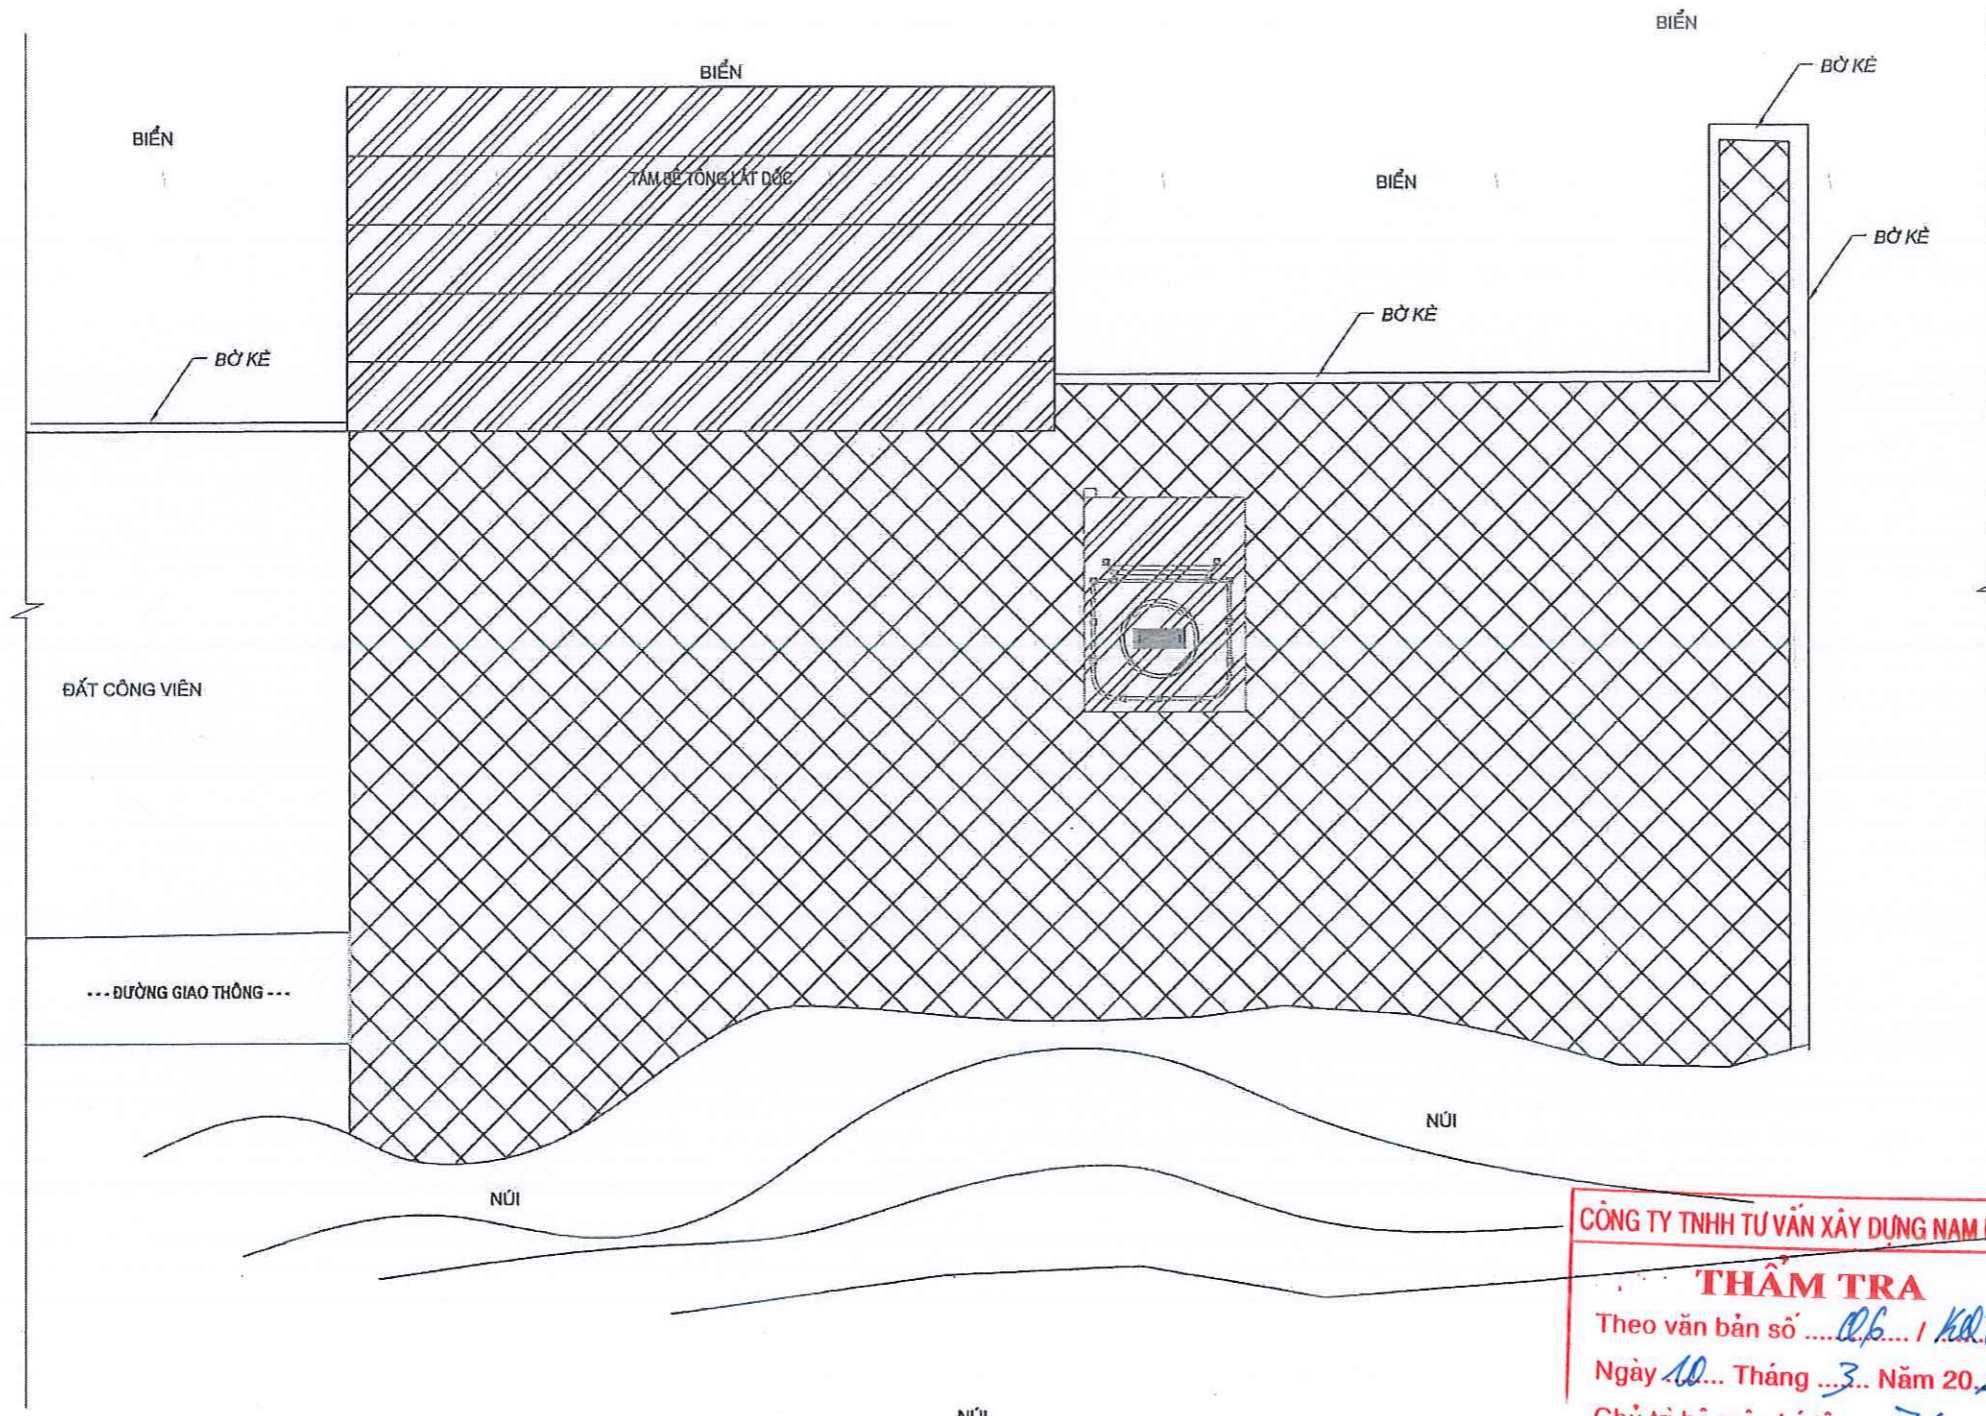 BIỂN
BIỂN
BỜ KÈ
BIỂN
TẤM BÊ TÔNG LÁT DỐC
BIỂN
BỜ KÈ
BỜ KÈ
BỜ KÈ
ĐẤT CÔNG VIÊN
--- ĐƯỜNG GIAO THÔNG ---
NÚI
NÚI
CÔNG TY TNHH TƯ VẤN XÂY DỰNG NAM
THẨM TRA
Theo văn bản số ..06.. /
Ngày 10... Tháng ...3... Năm 20..
NÚI